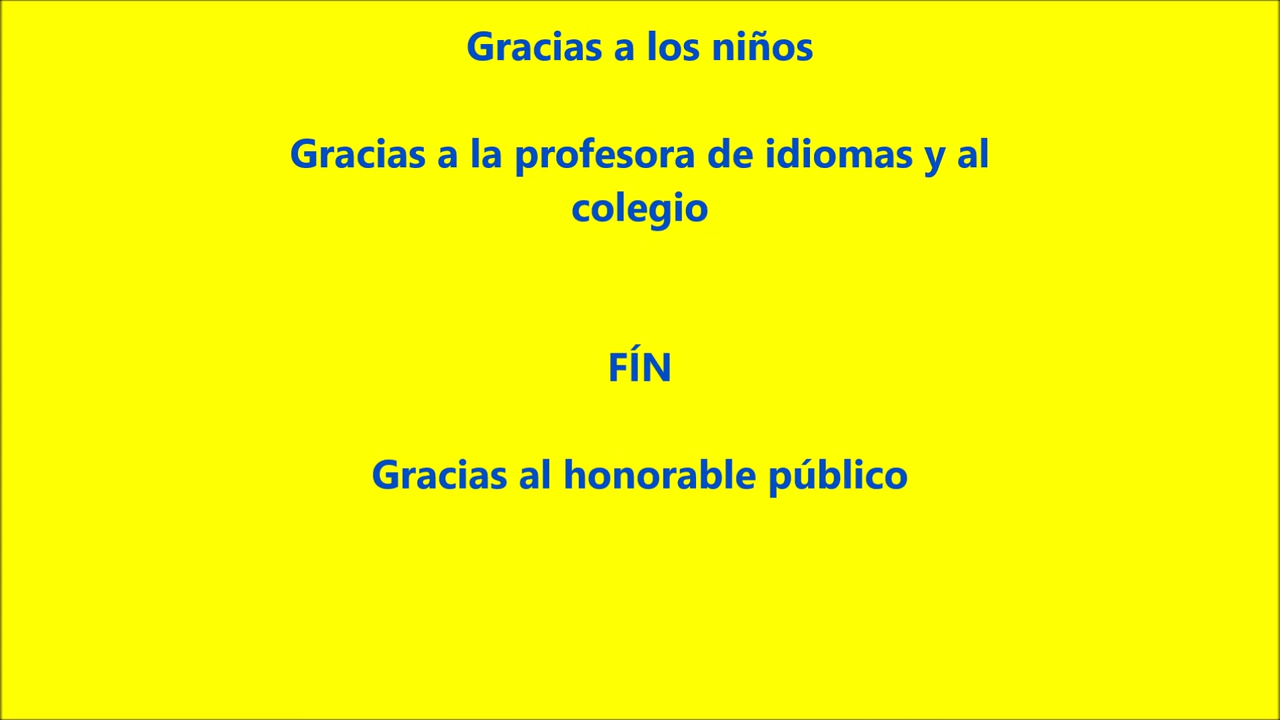 Gracias a los niños
Gracias a la profesora de idiomas y al
colegio
FÍN
Gracias al honorable público